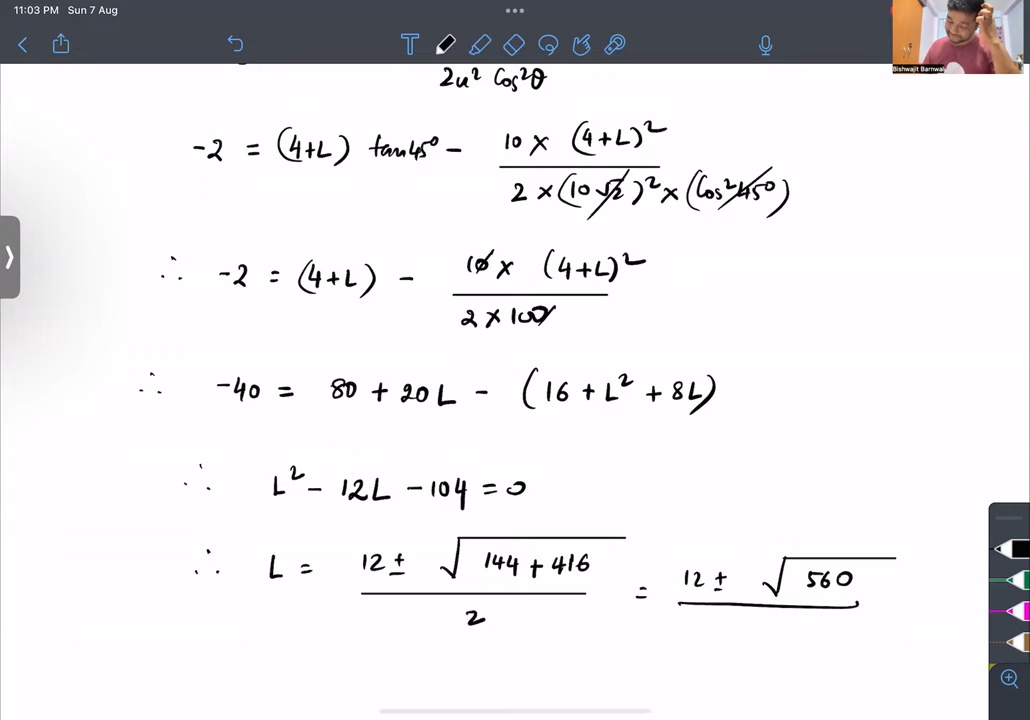 11:03 PM Sun 7 Aug
Bishwajit Barnwal
2u² Cos²θ
-2 = (4+L) tan45° - 10 × (4+L)² / 2 × (10√2)² × (Cos²45°)
∴ -2 = (4+L) - 10 × (4+L)² / 2 × 100
∴ -40 = 80 + 20L - (16 + L² + 8L)
∴ L² - 12L - 104 = 0
∴ L = 12 ± √144 + 416 / 2 = 12 ± √560